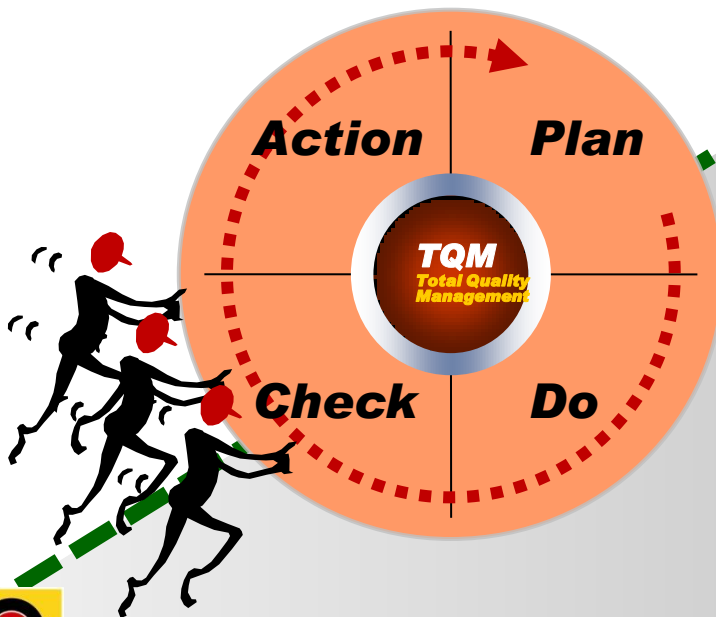 Action
Plan
TQM
Total Quality
Management
Check
Do